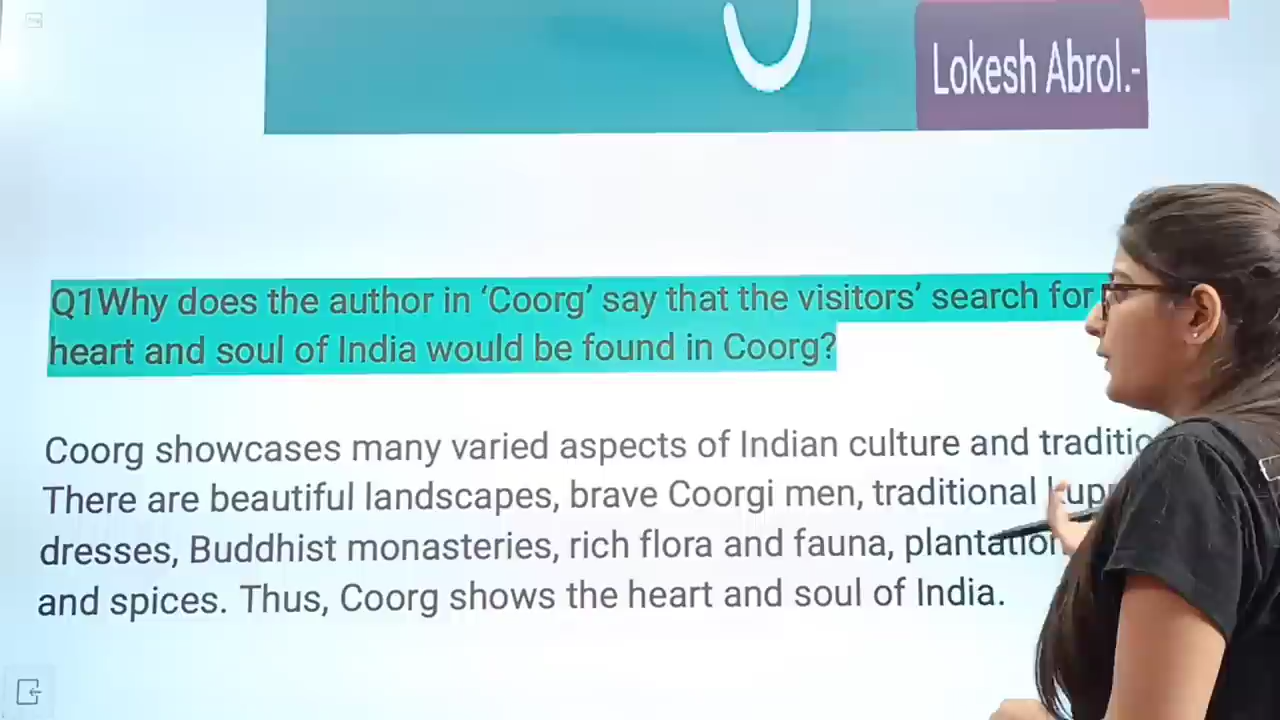 Lokesh Abrol.-
Q1Why does the author in ‘Coorg’ say that the visitors’ search for
heart and soul of India would be found in Coorg?
Coorg showcases many varied aspects of Indian culture and
There are beautiful landscapes, brave Coorgi men, traditional
dresses, Buddhist monasteries, rich flora and fauna,
and spices. Thus, Coorg shows the heart and soul of India.